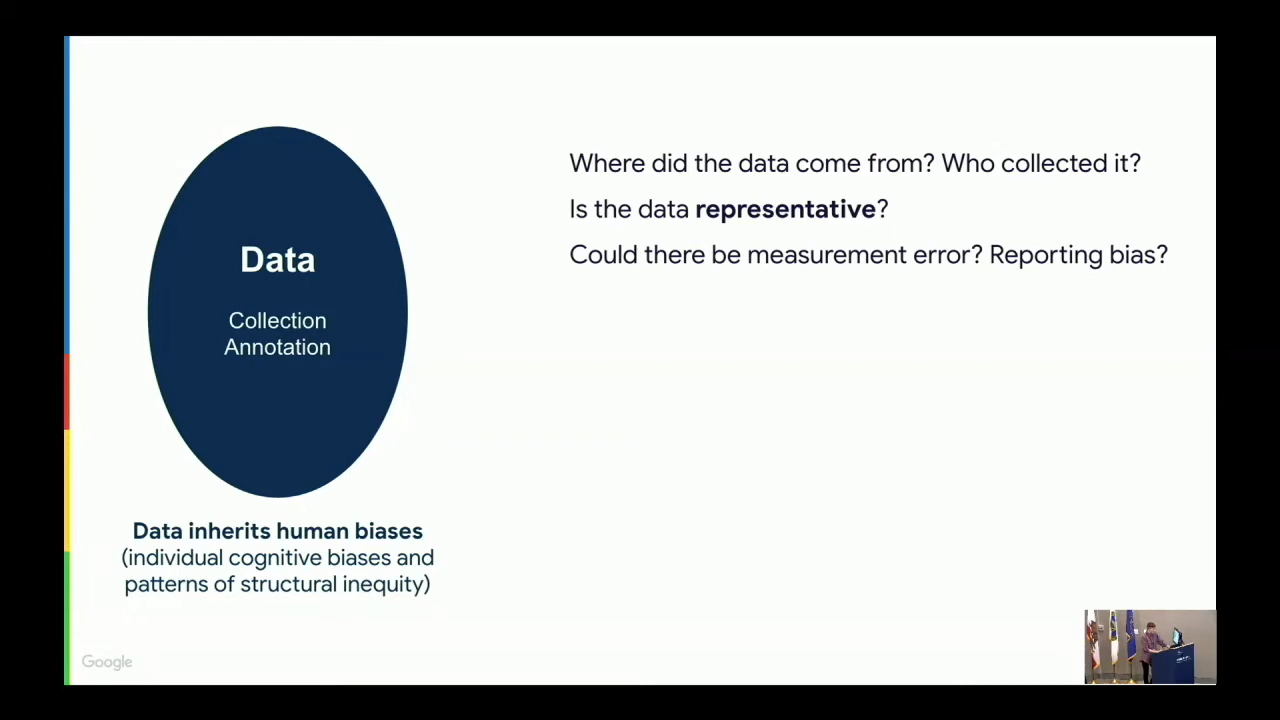 Data
Collection
Annotation
Data inherits human biases
(individual cognitive biases and
patterns of structural inequity)
Where did the data come from? Who collected it?
Is the data representative?
Could there be measurement error? Reporting bias?
Google